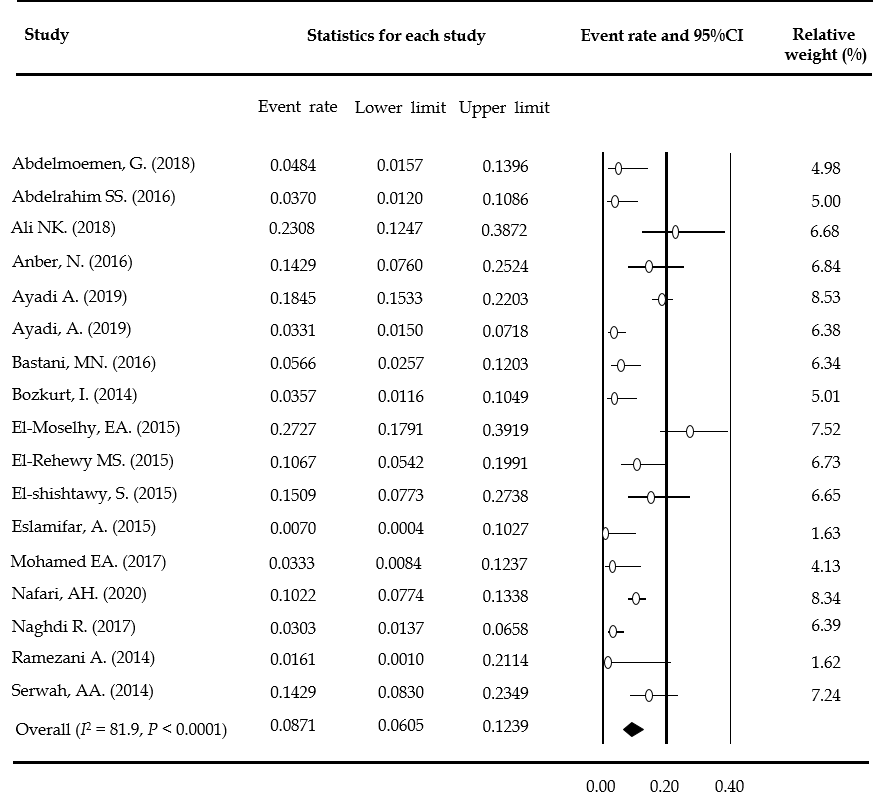 Study Statistics for each study Event rate and 95%CI Relative weight (%)
Event rate Lower limit Upper limit
Abdelmoemen, G. (2018) 0.0484 0.0157 0.1396 4.98
Abdelrahim SS. (2016) 0.0370 0.0120 0.1086 5.00
Ali NK. (2018) 0.2308 0.1247 0.3872 6.68
Anber, N. (2016) 0.1429 0.0760 0.2524 6.84
Ayadi A. (2019) 0.1845 0.1533 0.2203 8.53
Ayadi, A. (2019) 0.0331 0.0150 0.0718 6.38
Bastani, MN. (2016) 0.0566 0.0257 0.1203 6.34
Bozkurt, I. (2014) 0.0357 0.0116 0.1049 5.01
El-Moselhy, EA. (2015) 0.2727 0.1791 0.3919 7.52
El-Rehewy MS. (2015) 0.1067 0.0542 0.1991 6.73
El-shishtawy, S. (2015) 0.1509 0.0773 0.2738 6.65
Eslamifar, A. (2015) 0.0070 0.0004 0.1027 1.63
Mohamed EA. (2017) 0.0333 0.0084 0.1237 4.13
Nafari, AH. (2020) 0.1022 0.0774 0.1338 8.34
Naghdi R. (2017) 0.0303 0.0137 0.0658 6.39
Ramezani A. (2014) 0.0161 0.0010 0.2114 1.62
Serwah, AA. (2014) 0.1429 0.0830 0.2349 7.24
Overall (I² = 81.9, P < 0.0001) 0.0871 0.0605 0.1239
0.00 0.20 0.40